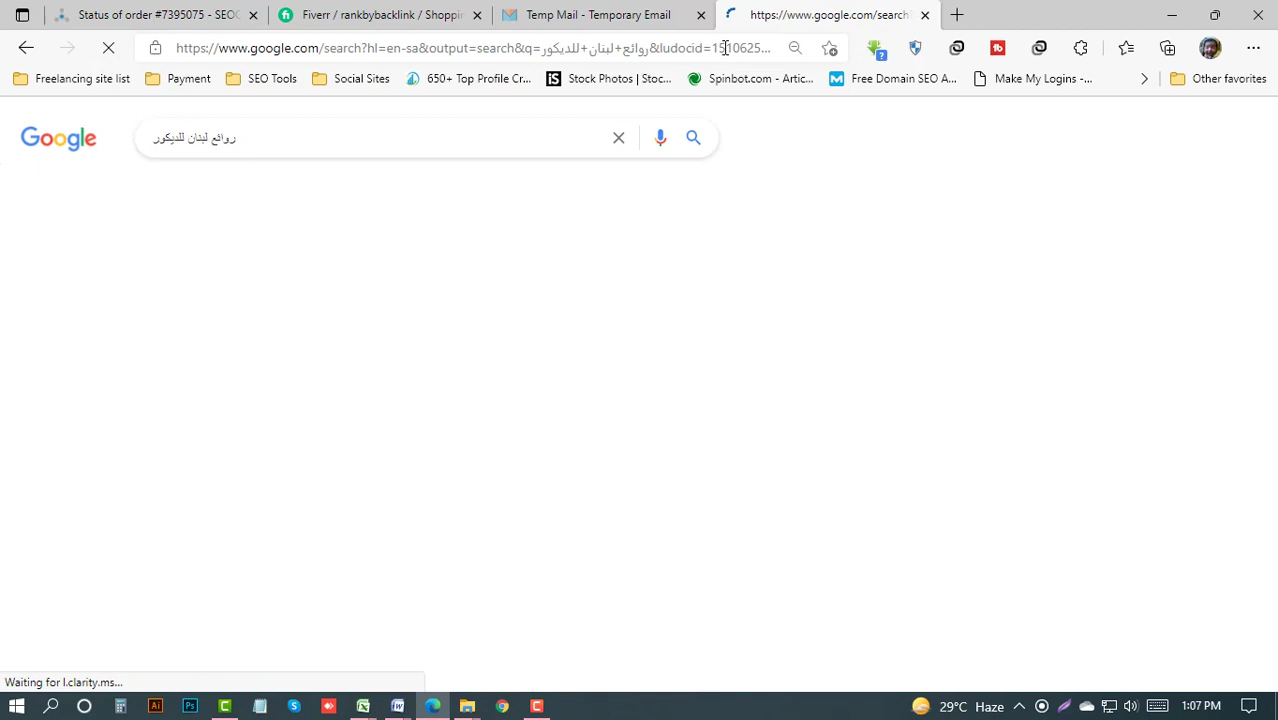 Status of order #7395075 - SEOC
Fiverr / rankbybacklink / Shoppin
Temp Mail - Temporary Email
https://www.google.com/search?
https://www.google.com/search?hl=en-sa&output=search&q=روائع+لبنان+للديكور&ludocid=1510625...
Freelancing site list
Payment
SEO Tools
Social Sites
650+ Top Profile Cr...
Stock Photos | Stoc...
Spinbot.com - Artic...
Free Domain SEO A...
Make My Logins -...
Other favorites
Google
روائع لبنان للديكور
Waiting for l.clarity.ms...
29°C Haze
1:07 PM